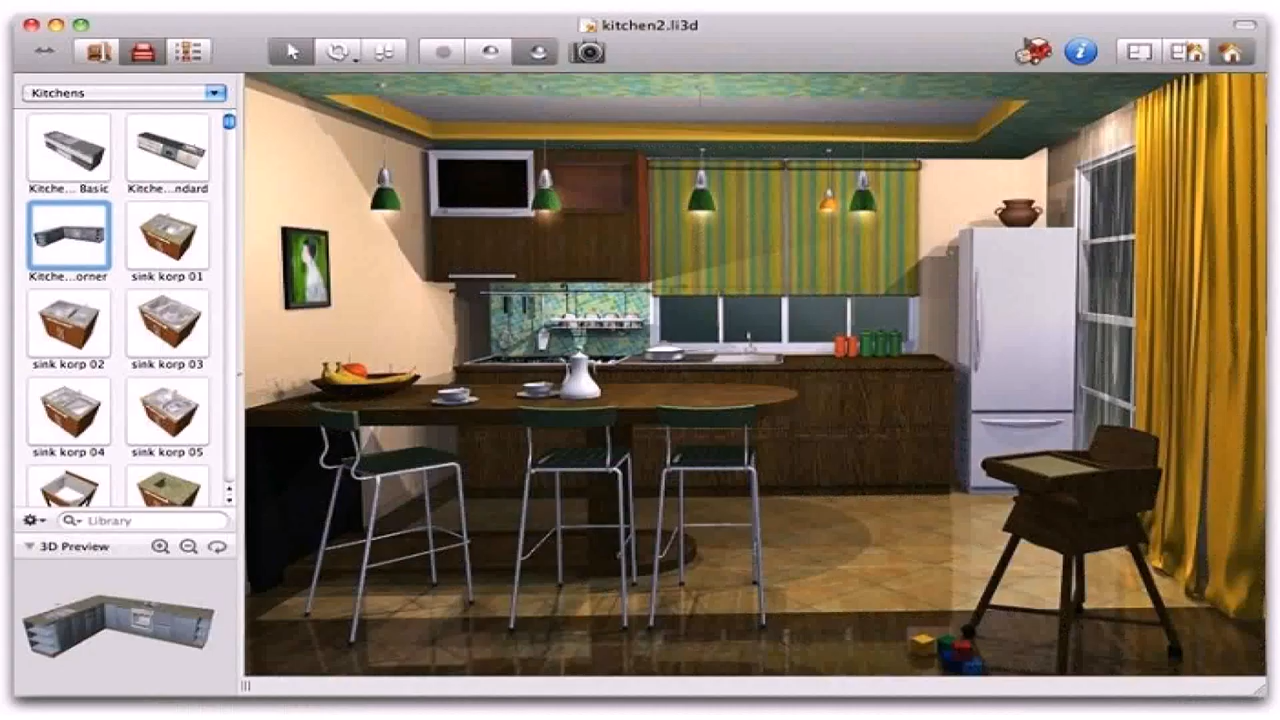 kitchen2.li3d
Kitchens
Kitche... Basic
Kitche...ndard
Kitche...orner
sink korp 01
sink korp 02
sink korp 03
sink korp 04
sink korp 05
Library
3D Preview